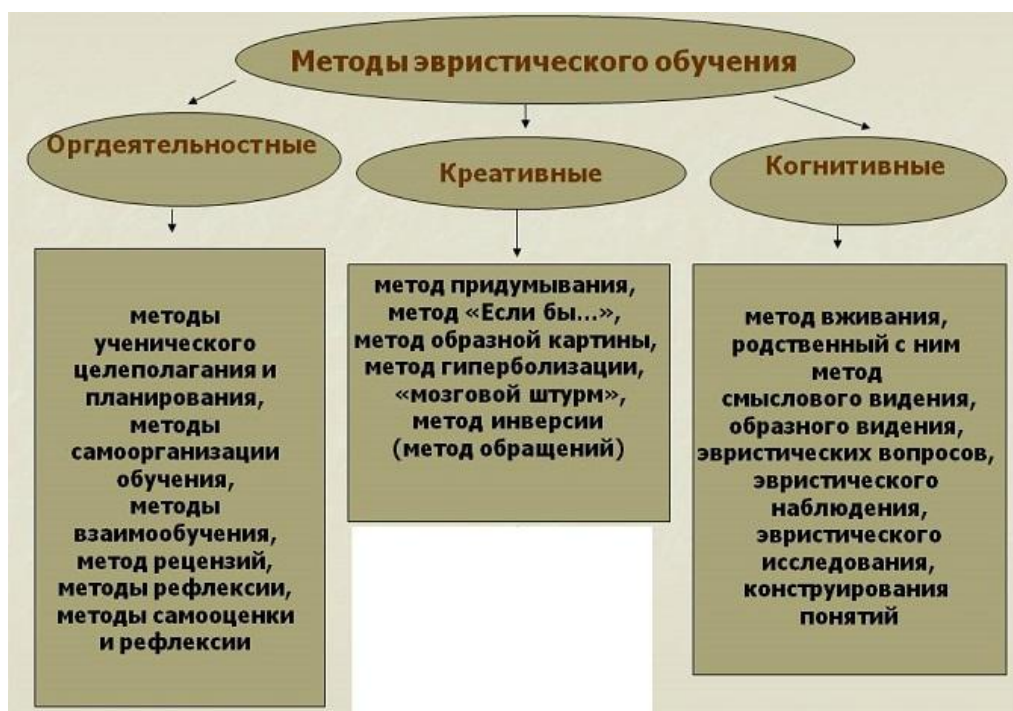 Методы эвристического обучения
Оргдеятельностные
Креативные
Когнитивные
методы
ученического
целеполагания и
планирования,
методы
самоорганизации
обучения,
методы
взаимообучения,
метод рецензий,
методы рефлексии,
методы самооценки
и рефлексии
метод придумывания,
метод «Если бы...»,
метод образной картины,
метод гиперболизации,
«мозговой штурм»,
метод инверсии
(метод обращений)
метод вживания,
родственный с ним
метод
смыслового видения,
образного видения,
эвристических вопросов,
эвристического
наблюдения,
эвристического
исследования,
конструирования
понятий